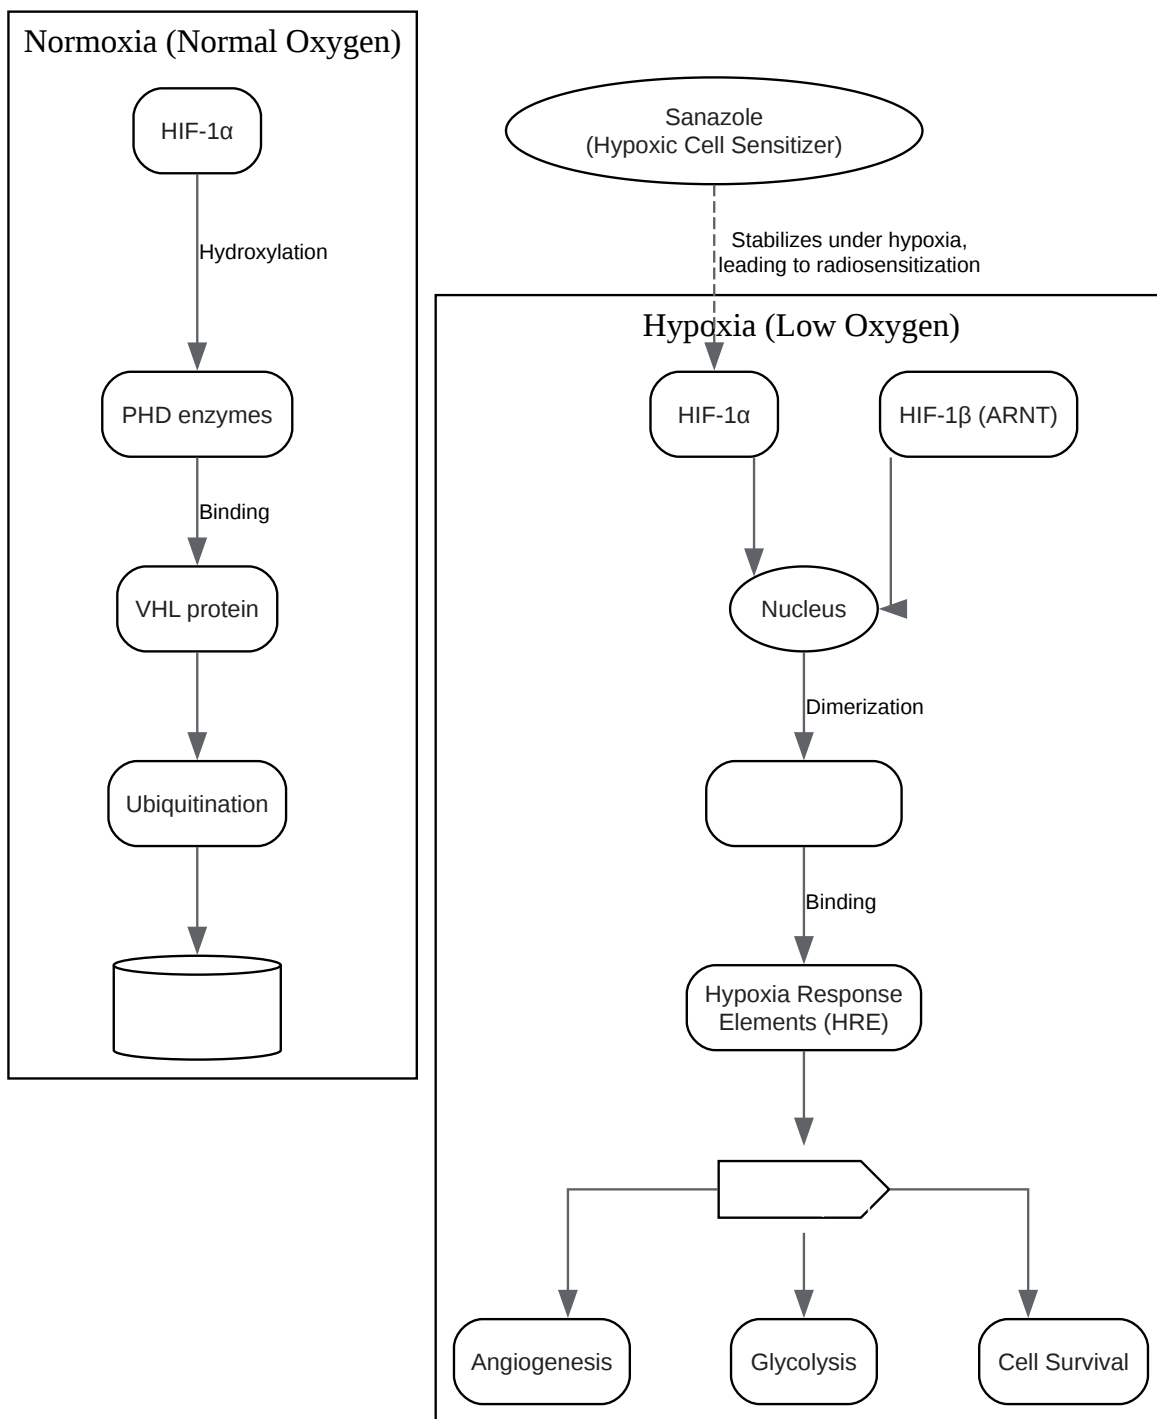 Normoxia (Normal Oxygen)
HIF-1α
Hydroxylation
PHD enzymes
Binding
VHL protein
Ubiquitination
Sanazole
(Hypoxic Cell Sensitizer)
Stabilizes under hypoxia,
leading to radiosensitization
Hypoxia (Low Oxygen)
HIF-1α
HIF-1β (ARNT)
Nucleus
Dimerization
Binding
Hypoxia Response
Elements (HRE)
Angiogenesis
Glycolysis
Cell Survival